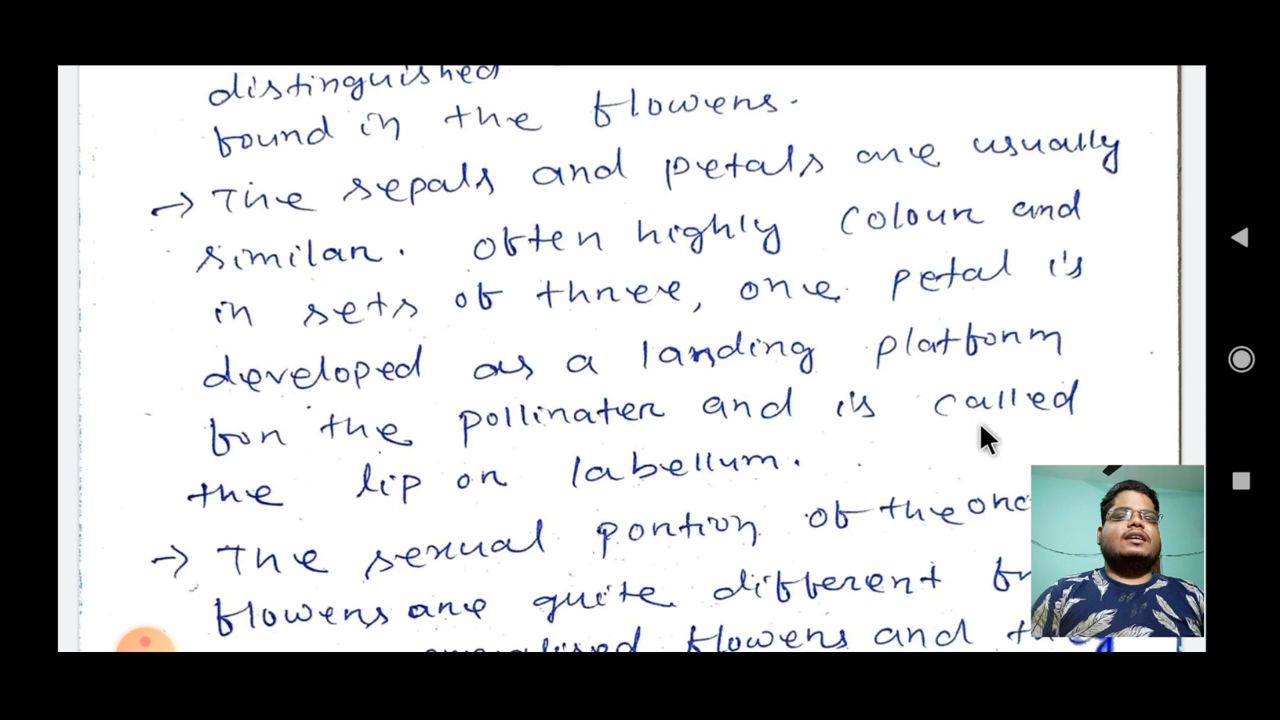 distinguished
found in the flowers.
→ The sepals and petals are usually
similar. often highly colour and
in sets of three, one petal is
developed as a landing platform
for the pollinater and is called
the lip or labellum.
→ The sexual portion of the orc
flowers are quite different fr
flowers and